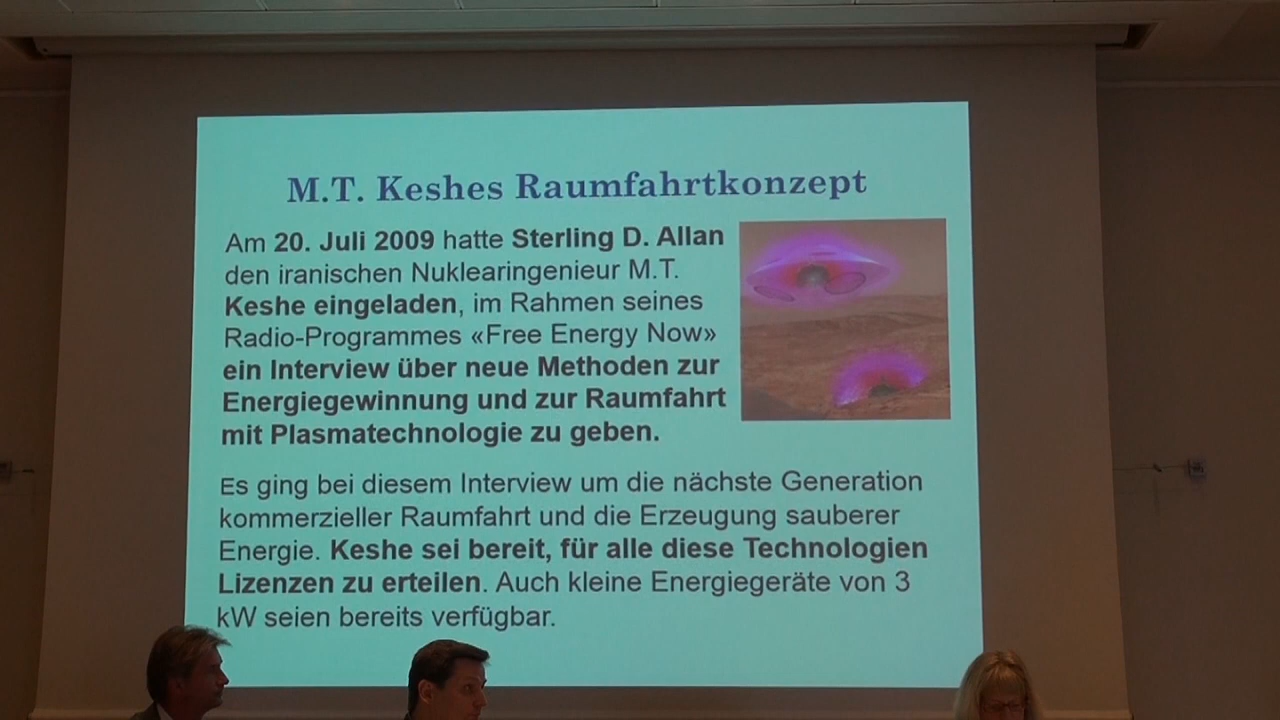 M.T. Keshes Raumfahrtkonzept
Am 20. Juli 2009 hatte Sterling D. Allan
den iranischen Nuklearingenieur M.T.
Keshe eingeladen, im Rahmen seines
Radio-Programmes «Free Energy Now»
ein Interview über neue Methoden zur
Energiegewinnung und zur Raumfahrt
mit Plasmatechnologie zu geben.
Es ging bei diesem Interview um die nächste Generation
kommerzieller Raumfahrt und die Erzeugung sauberer
Energie. Keshe sei bereit, für alle diese Technologien
Lizenzen zu erteilen. Auch kleine Energiegeräte von 3
kW seien bereits verfügbar.